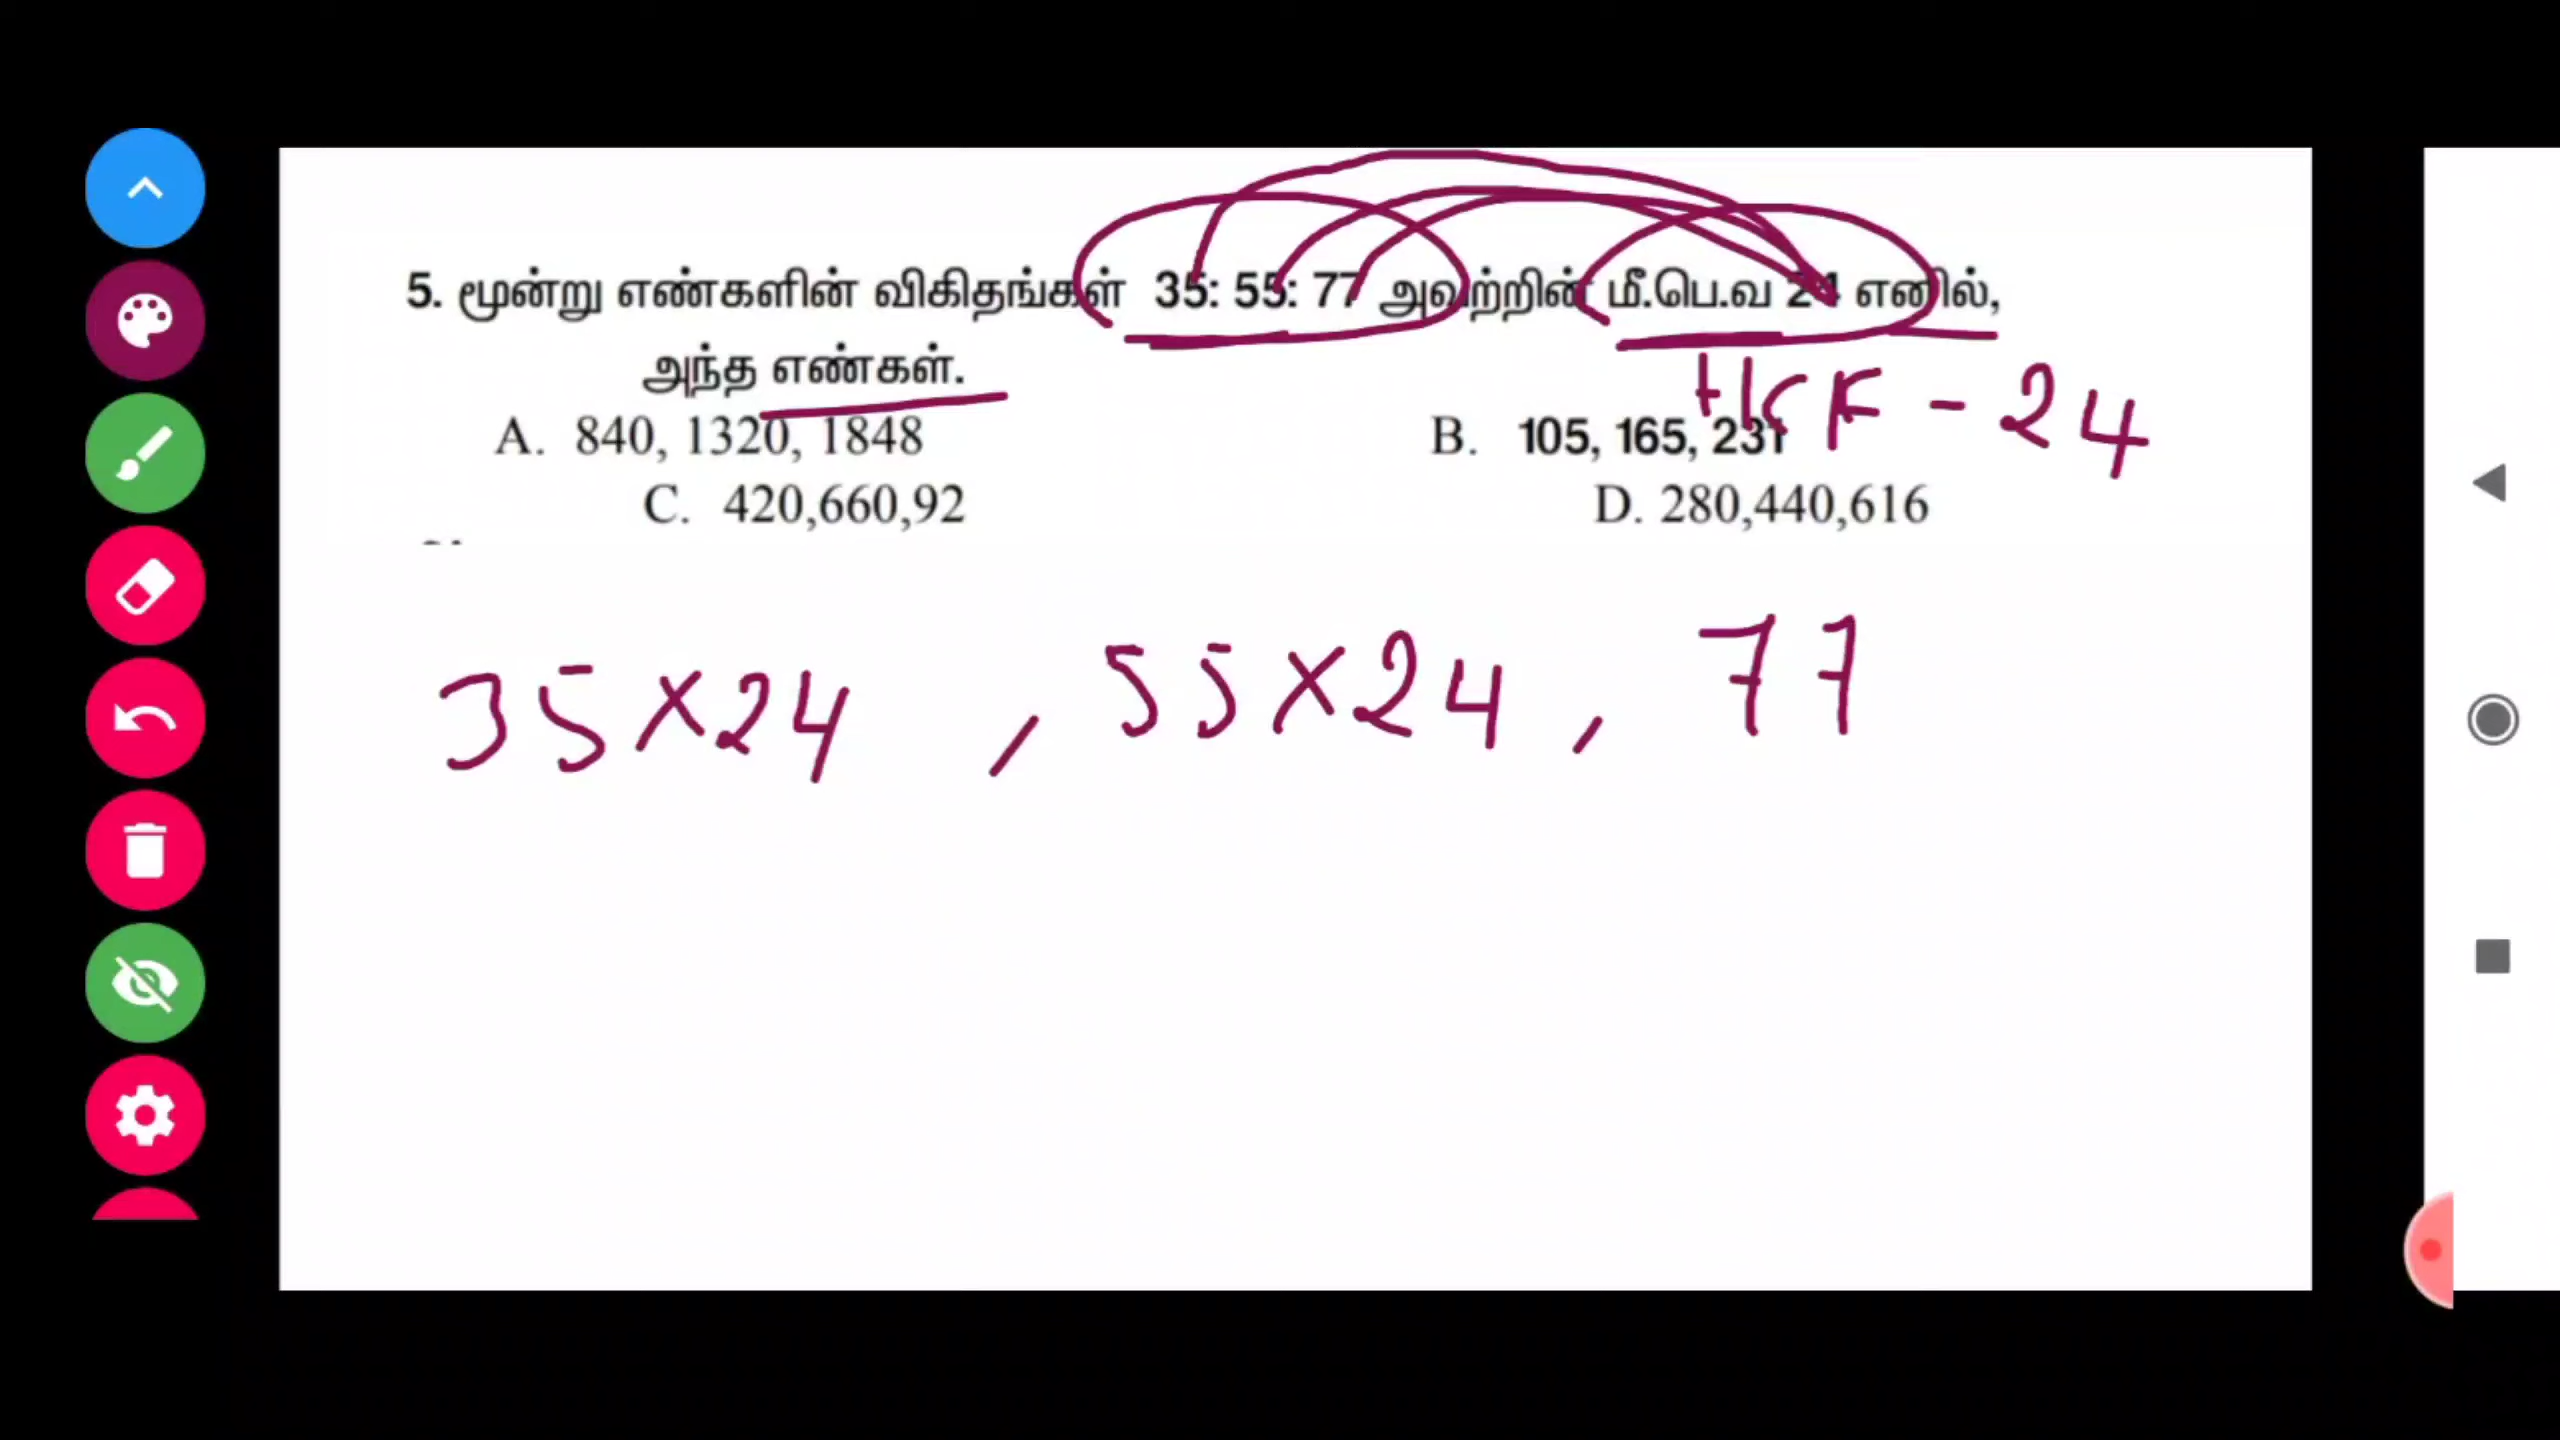 5. மூன்று எண்களின் விகிதங்கள் 35: 55: 77 அவற்றின் மீ.பெ.வ 24 எனில்,
அந்த எண்கள்.
HCF - 24
A. 840, 1320, 1848 B. 105, 165, 231
C. 420,660,92 D. 280,440,616
35×24 , 55×24 , 77